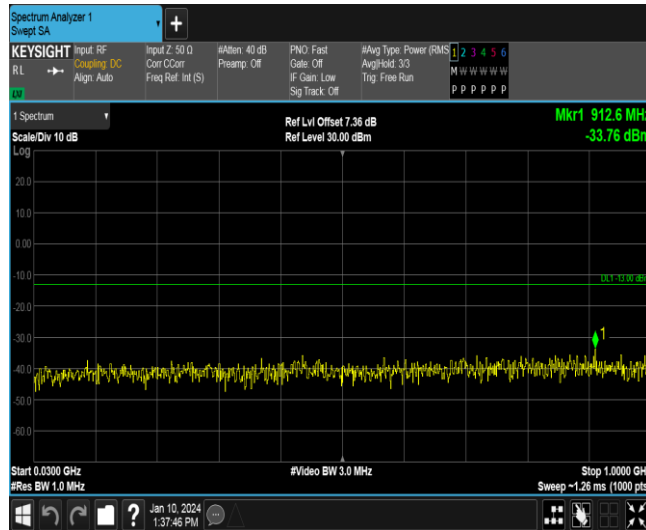 Spectrum Analyzer 1
Swept SA
+
KEYSIGHT Input: RF Input Z: 50 Ω #Atten: 40 dB PNO: Fast #Avg Type: Power (RMS 1 2 3 4 5 6
RL Coupling: DC Corr CCorr Preamp: Off Gate: Off Avg|Hold: 3/3 M W W W W W
Align: Auto Freq Ref: Int (S) IF Gain: Low Trig: Free Run
Sig Track: Off P P P P P P
LXI
1 Spectrum Ref Lvl Offset 7.36 dB Mkr1 912.6 MHz
Scale/Div 10 dB Ref Level 30.00 dBm -33.76 dBm
Log
20.0
10.0
0.00
-10.0
DL1 -13.00 dBm
-20.0
-30.0
1
-40.0
-50.0
-60.0
Start 0.0300 GHz #Video BW 3.0 MHz Stop 1.0000 GHz
#Res BW 1.0 MHz Sweep ~1.26 ms (1000 pts)
? Jan 10, 2024
1:37:46 PM